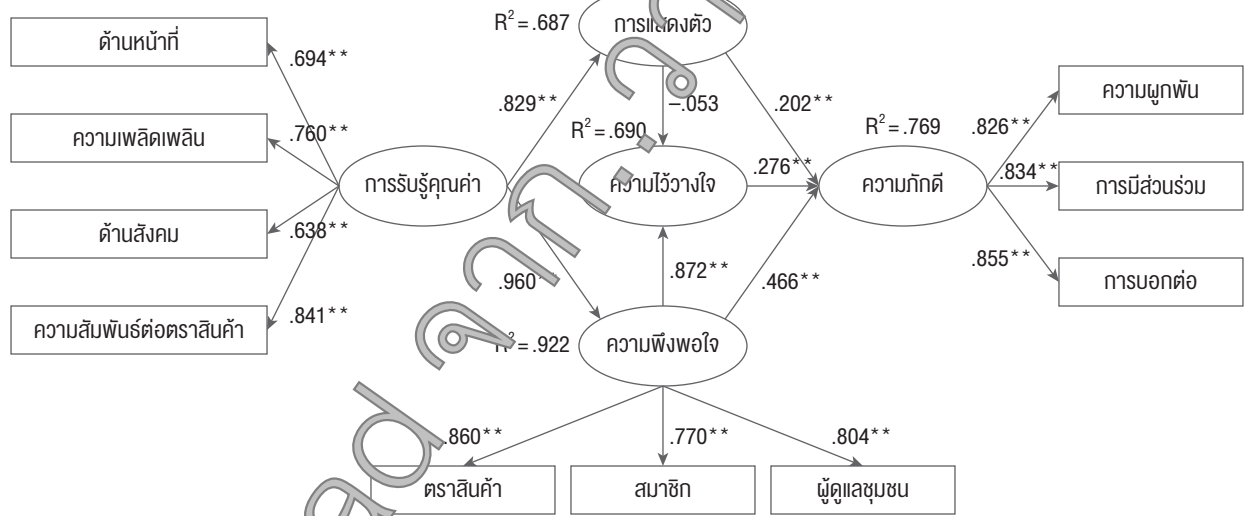 R²=.687
การแสดงตัว
ด้านหน้าที่
.694**
.829**
–.053
.202**
ความผูกพัน
ความเพลิดเพลิน
.760**
R²=.690
R²=.769
.826**
การรับรู้คุณค่า
ความไว้วางใจ
.276**
ความภักดี
.834**
การมีส่วนร่วม
ด้านสังคม
.638**
.960**
.872**
.466**
.855**
การบอกต่อ
ความสัมพันธ์ต่อตราสินค้า
.841**
R²=.922
ความพึงพอใจ
.860**
.770**
.804**
ตราสินค้า
สมาชิก
ผู้ดูแลชุมชน